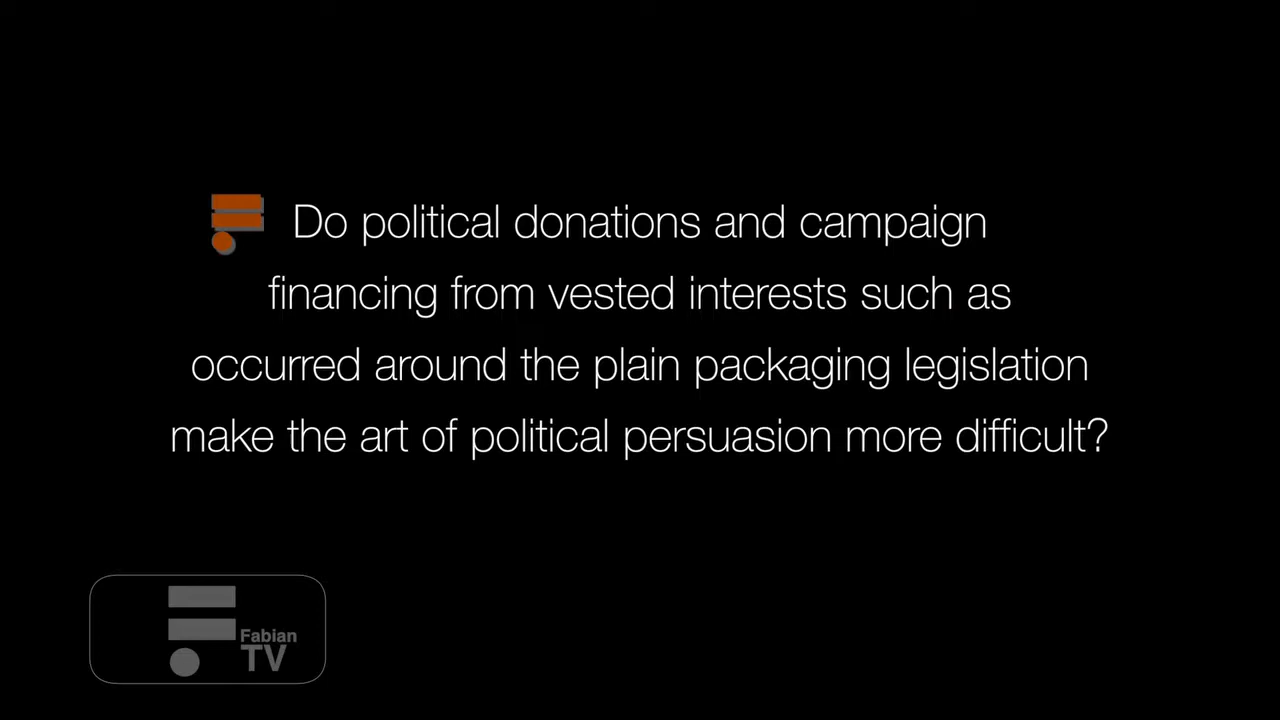 Do political donations and campaign
financing from vested interests such as
occurred around the plain packaging legislation
make the art of political persuasion more difficult?
Fabian
TV